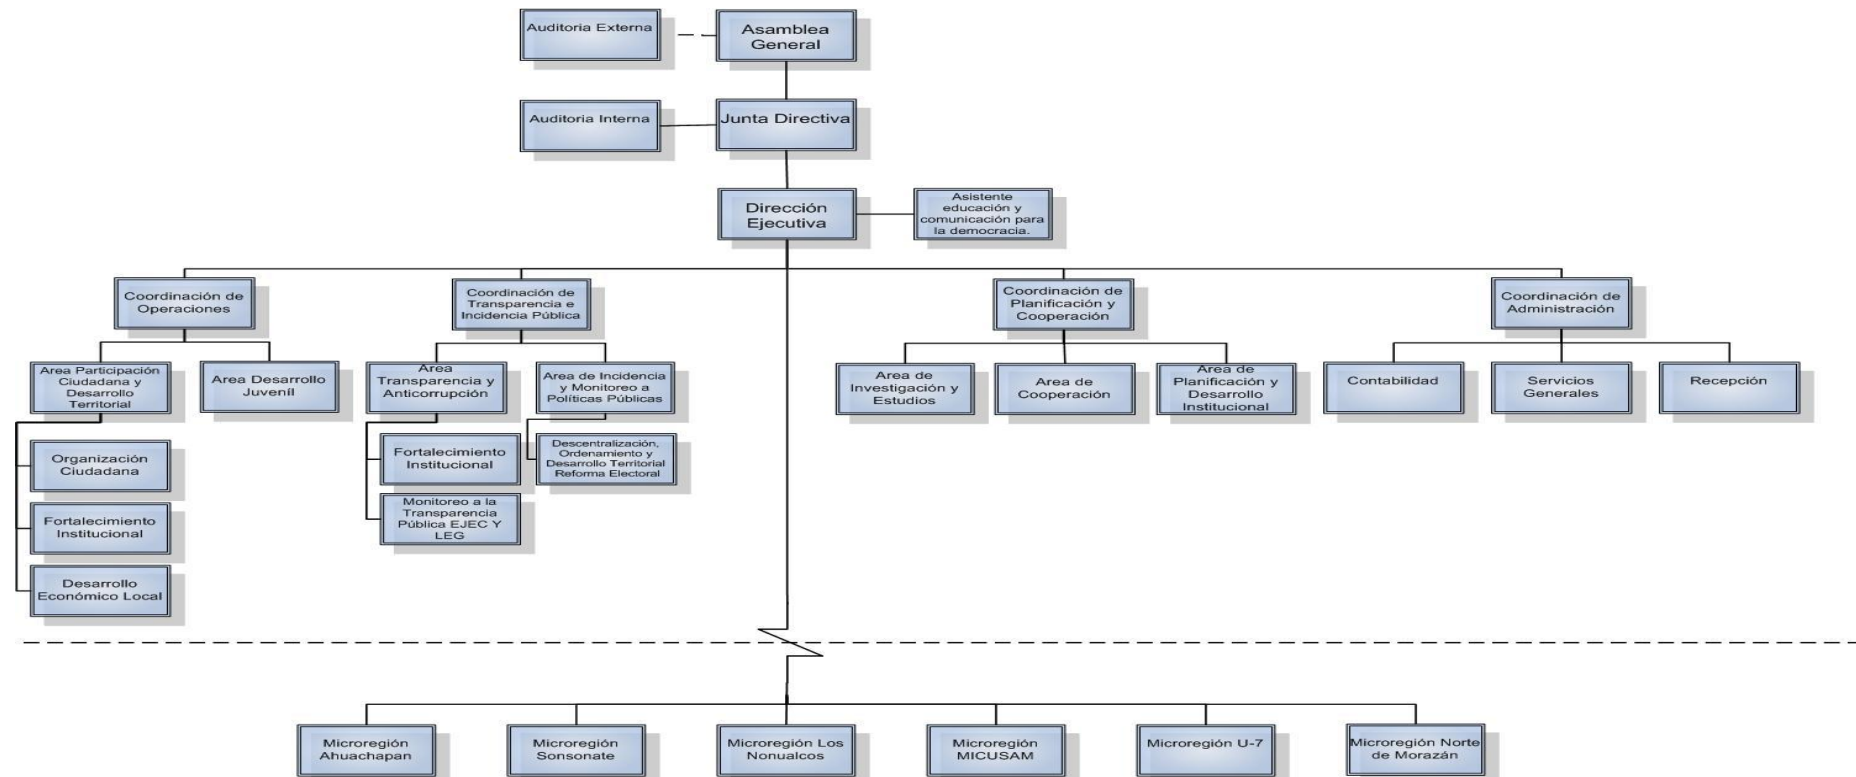 Auditoria Externa
Asamblea
General
Auditoria Interna
Junta Directiva
Dirección
Ejecutiva
Asistente
educación y
comunicación para
la democracia.
Coordinación de
Operaciones
Coordinación de
Transparencia e
Incidencia Pública
Coordinación de
Planificación y
Cooperación
Coordinación de
Administración
Area Participación
Ciudadana y
Desarrollo
Territorial
Area Desarrollo
Juveníl
Area
Transparencia y
Anticorrupción
Area de Incidencia
y Monitoreo a
Políticas Públicas
Area de
Investigación y
Estudios
Area de
Cooperación
Area de
Planificación y
Desarrollo
Institucional
Contabilidad
Servicios
Generales
Recepción
Organización
Ciudadana
Fortalecimiento
Institucional
Desarrollo
Económico Local
Fortalecimiento
Institucional
Monitoreo a la
Transparencia
Pública EJEC Y
LEG
Descentralización,
Ordenamiento y
Desarrollo Territorial
Reforma Electoral
Microregión
Ahuachapan
Microregión
Sonsonate
Microregión Los
Nonualcos
Microregión
MICUSAM
Microregión U-7
Microregión Norte
de Morazán